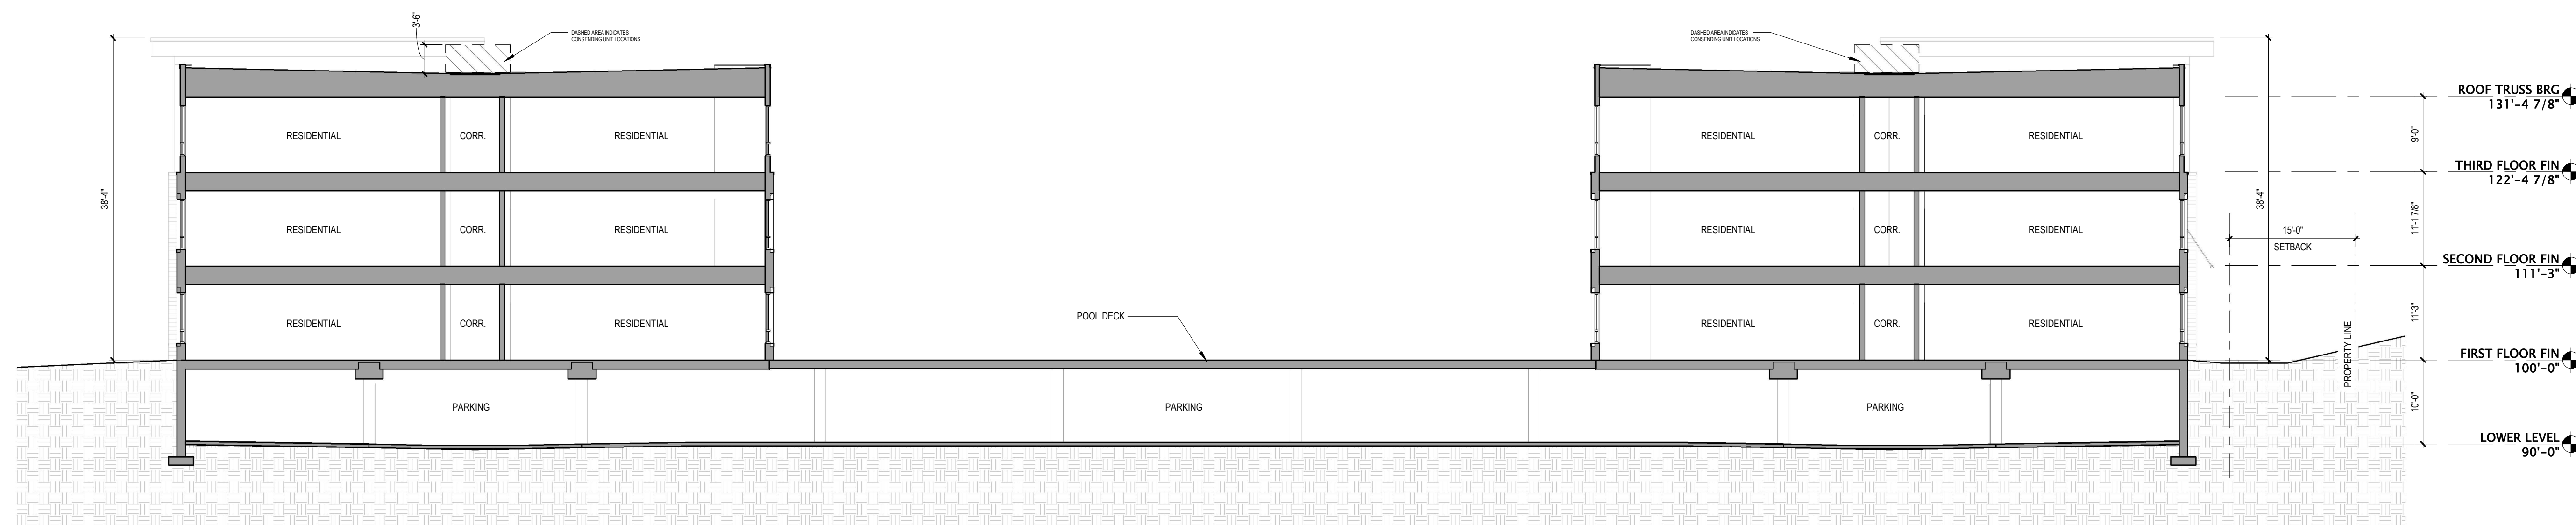 3'-6"
DASHED AREA INDICATES
CONSENDING UNIT LOCATIONS
DASHED AREA INDICATES
CONSENDING UNIT LOCATIONS
ROOF TRUSS BRG
131'-4 7/8"
RESIDENTIAL CORR. RESIDENTIAL
RESIDENTIAL CORR. RESIDENTIAL
9'-0"
THIRD FLOOR FIN
122'-4 7/8"
38'-4"
38'-4"
RESIDENTIAL CORR. RESIDENTIAL
RESIDENTIAL CORR. RESIDENTIAL
15'-0"
SETBACK
11'-1 7/8"
SECOND FLOOR FIN
111'-3"
POOL DECK
RESIDENTIAL CORR. RESIDENTIAL
RESIDENTIAL CORR. RESIDENTIAL
11'-3"
PROPERTY LINE
FIRST FLOOR FIN
100'-0"
PARKING
PARKING
PARKING
10'-0"
LOWER LEVEL
90'-0"